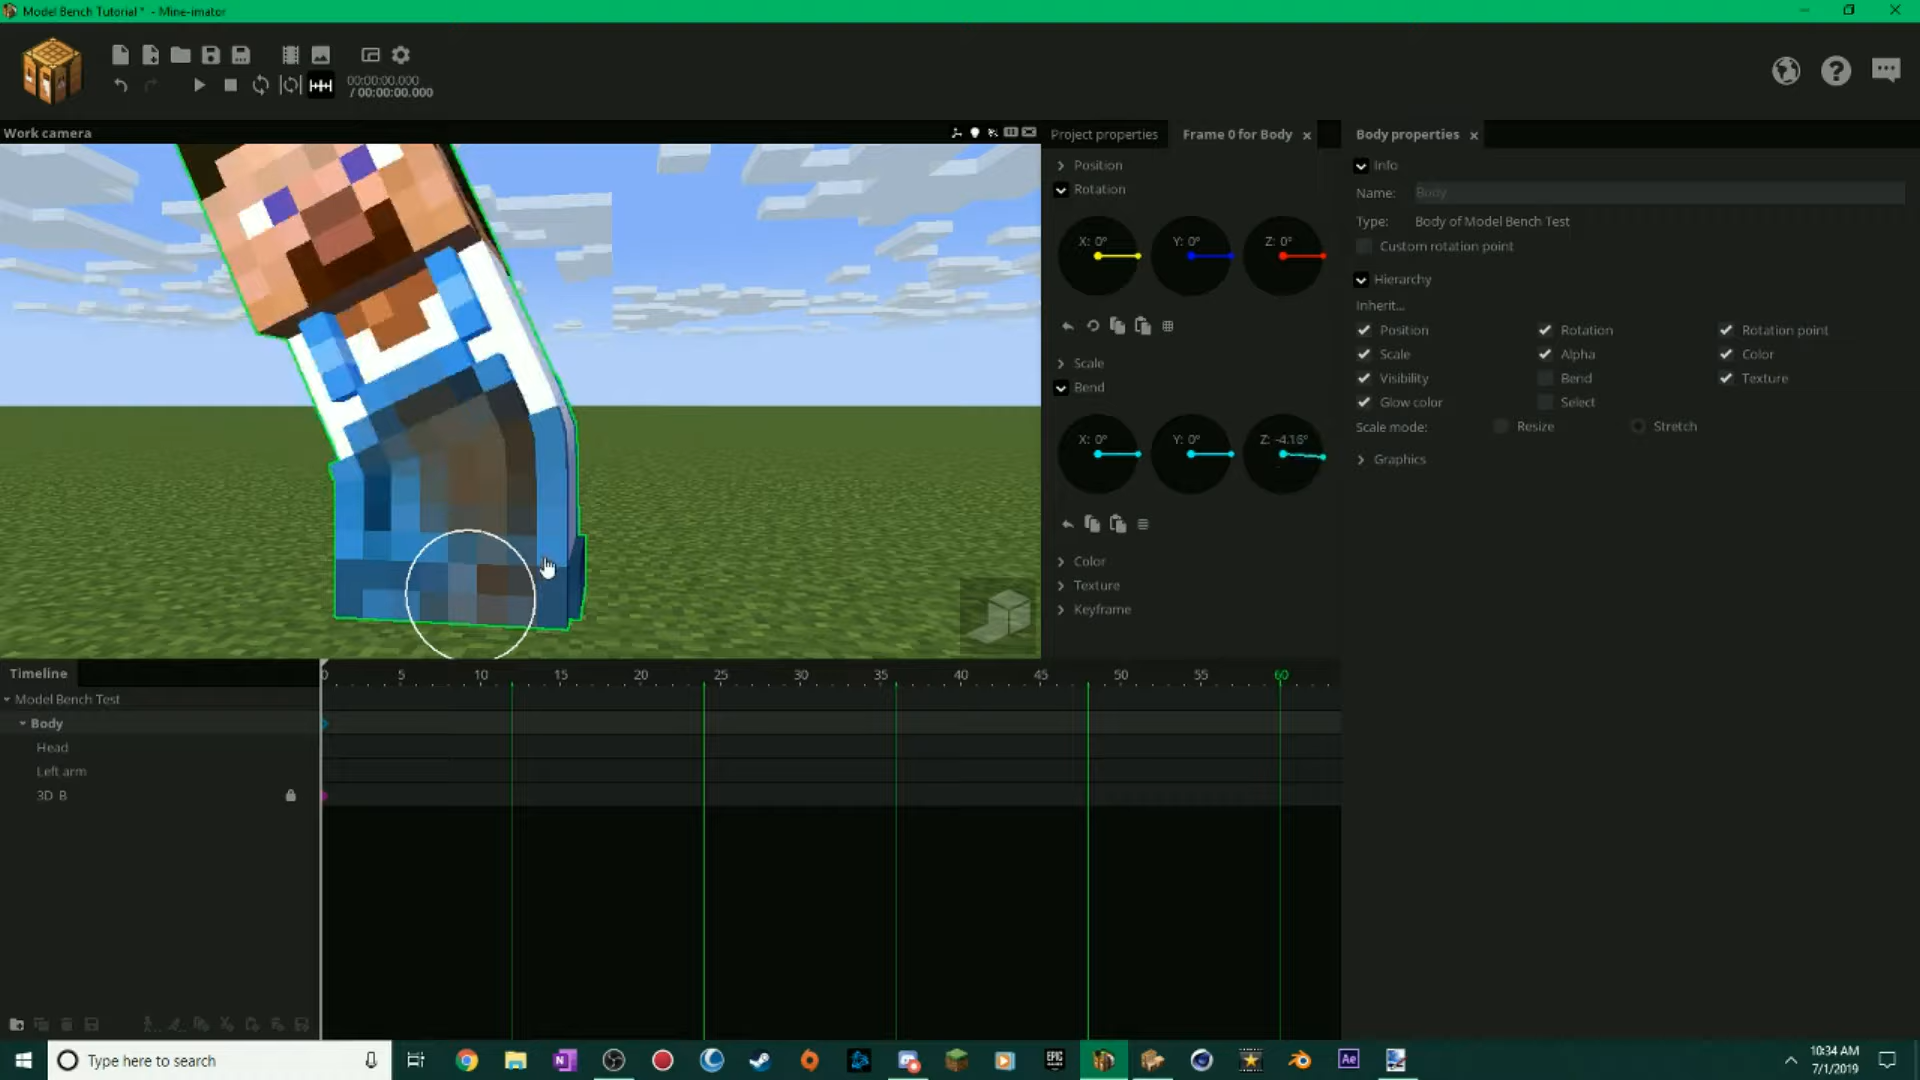 Model Bench Tutorial * - Mine-imator
00:00:00.000
/ 00:00:00.000
Work camera
Project properties
Frame 0 for Body
Position
Rotation
X: 0°
Y: 0°
Z: 0°
Scale
Bend
X: 0°
Y: 0°
Z: -4.16°
Color
Texture
Keyframe
Body properties
Info
Name: Body
Type: Body of Model Bench Test
Custom rotation point
Hierarchy
Inherit...
Position Rotation Rotation point
Scale Alpha Color
Visibility Bend Texture
Glow color Select
Scale mode: Resize Stretch
Graphics
Timeline
0 5 10 15 20 25 30 35 40 45 50 55 60
Model Bench Test
Body
Head
Left arm
3D B
Type here to search
EPIC GAMES
Ae
10:34 AM
7/1/2019